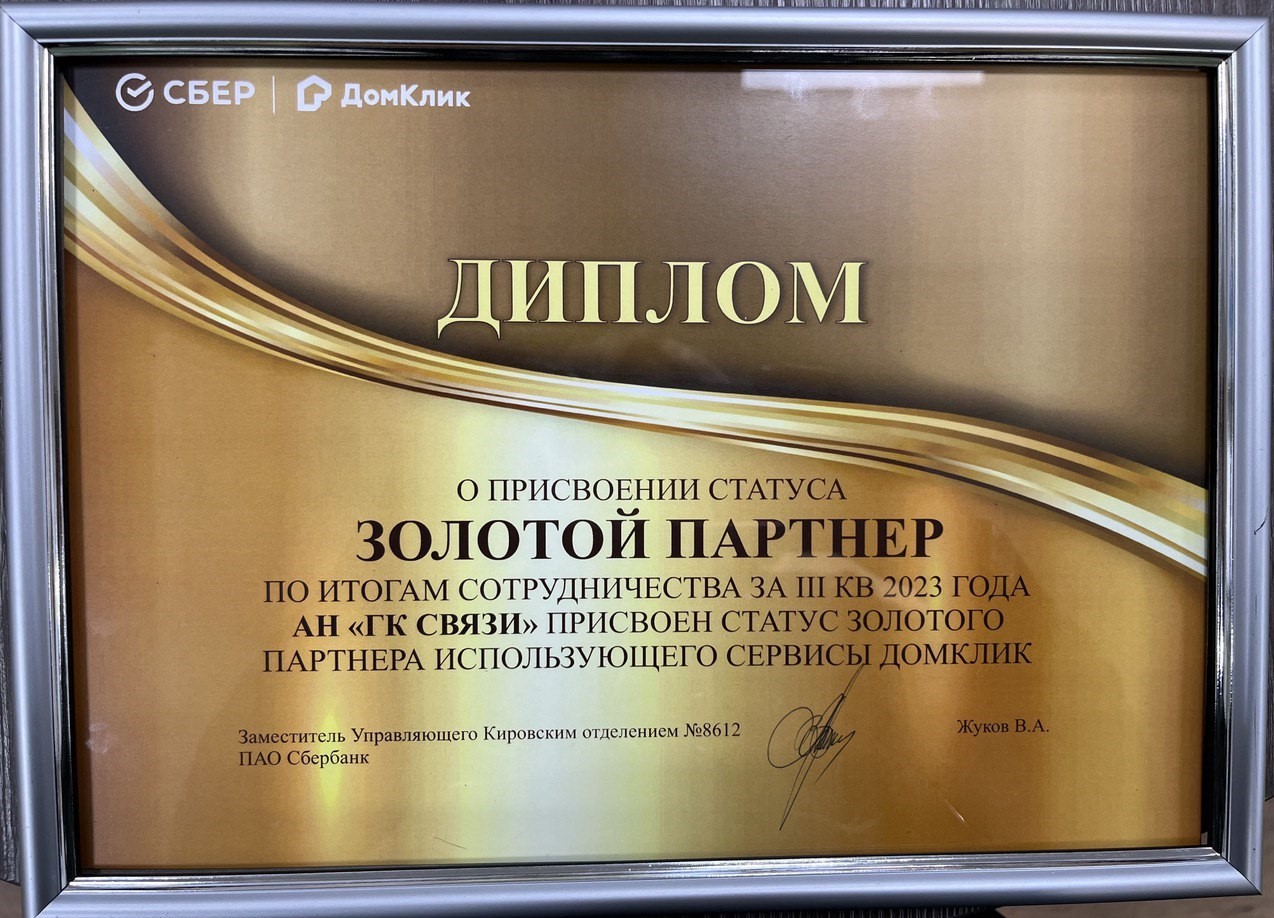 СБЕР ДомКлик
ДИПЛОМ
О ПРИСВОЕНИИ СТАТУСА
ЗОЛОТОЙ ПАРТНЕР
ПО ИТОГАМ СОТРУДНИЧЕСТВА ЗА III КВ 2023 ГОДА
АН «ГК СВЯЗИ» ПРИСВОЕН СТАТУС ЗОЛОТОГО
ПАРТНЕРА ИСПОЛЬЗУЮЩЕГО СЕРВИСЫ ДОМКЛИК
Заместитель Управляющего Кировским отделением №8612 Жуков В.А.
ПАО Сбербанк